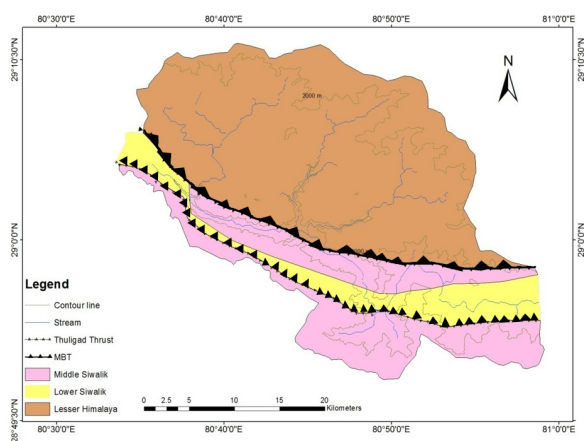 80°30'0"E 80°40'0"E 80°50'0"E 81°0'0"E
29°10'30"N
29°10'30"N
N
2000 m
29°0'0"N
29°0'0"N
Legend
Contour line
Stream
Thuligad Thrust
MBT
Middle Siwalik
Lower Siwalik
Lesser Himalaya
0 2.5 5 10 15 20
Kilometers
28°49'30"N
28°49'30"N
80°30'0"E 80°40'0"E 80°50'0"E 81°0'0"E